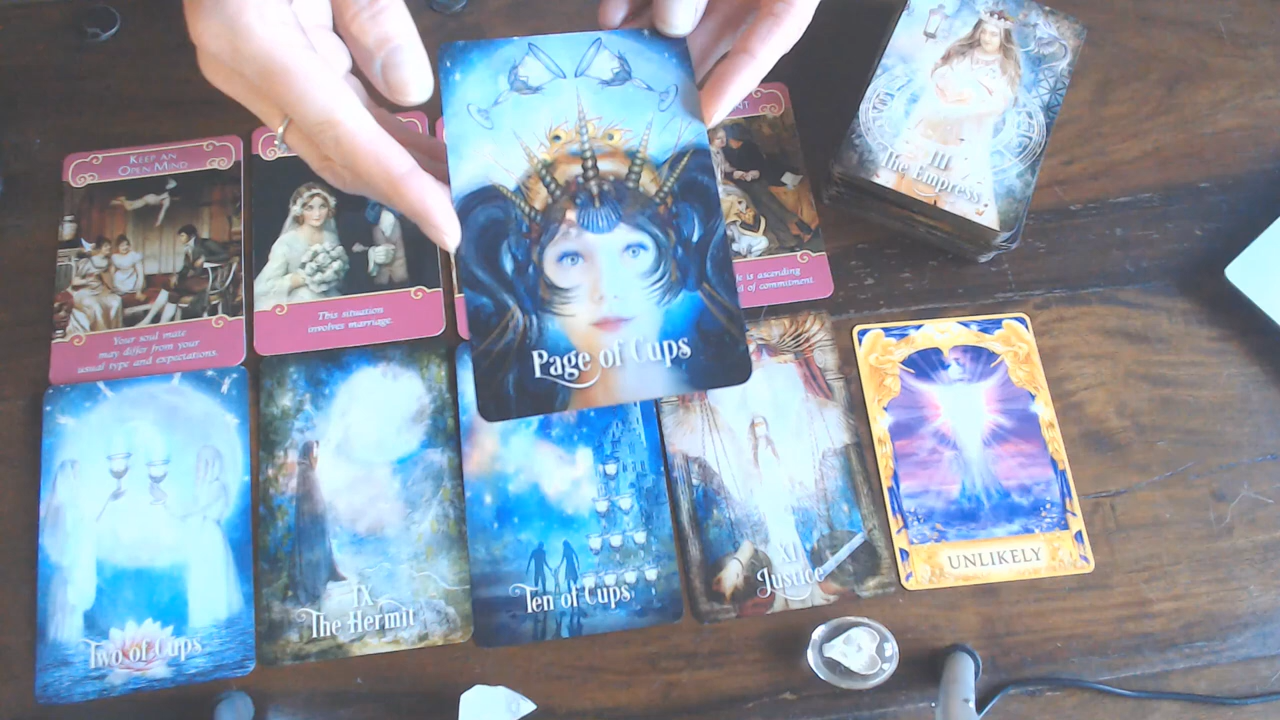 KEEP AN
OPEN MIND
Your soul mate
may differ from your
usual type and expectations.
This situation
involves marriage.
Page of Cups
NT
fe is ascending
l of commitment.
III
The Empress
Two of Cups
IX
The Hermit
Ten of Cups
XI
Justice
UNLIKELY